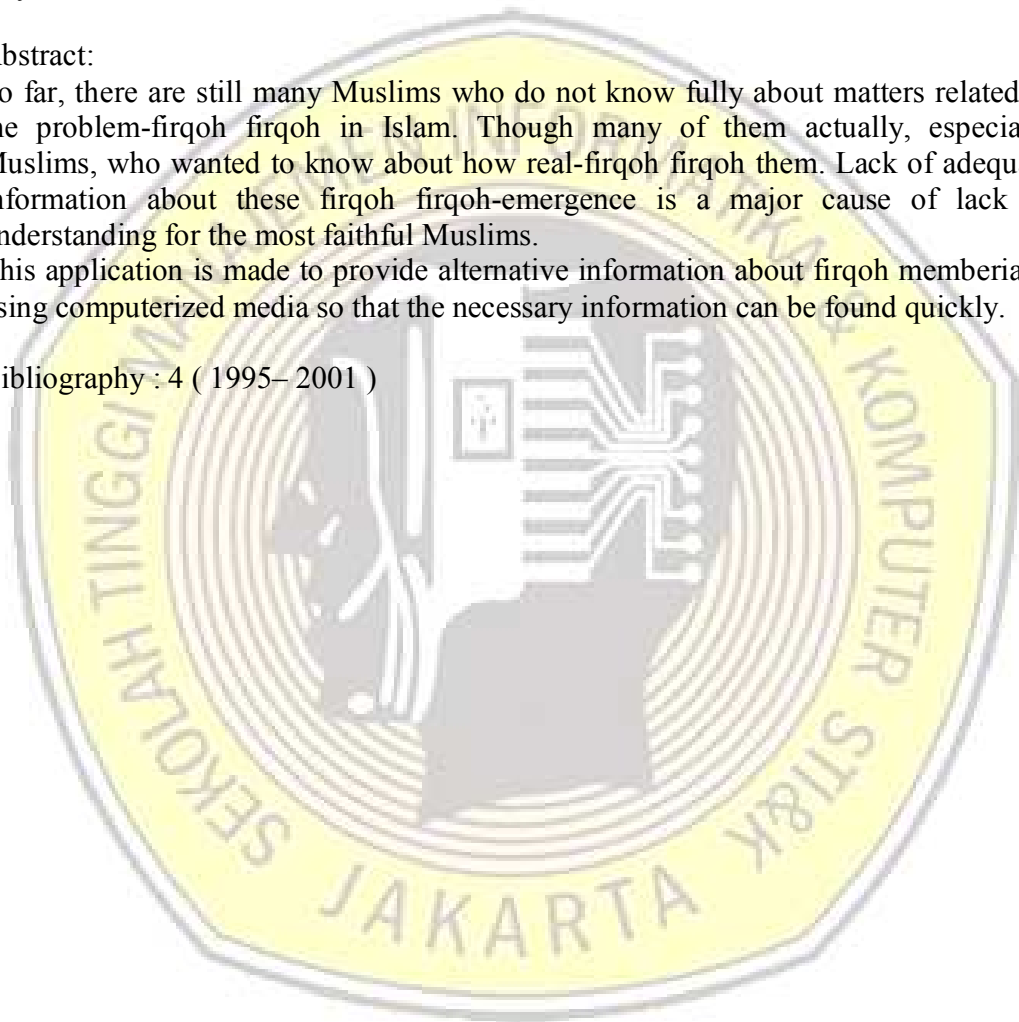 bstract:
o far, there are still many Muslims who do not know fully about matters related
he problem-firqoh firqoh in Islam. Though many of them actually, especia
Muslims, who wanted to know about how real-firqoh firqoh them. Lack of adequ
nformation about these firqoh firqoh-emergence is a major cause of lack
nderstanding for the most faithful Muslims.
his application is made to provide alternative information about firqoh memberia
sing computerized media so that the necessary information can be found quickly.
ibliography : 4 ( 1995– 2001 )
SEKOLAH TINGGI MANAJEMEN INFORMATIKA & KOMPUTER STI&K
JAKARTA